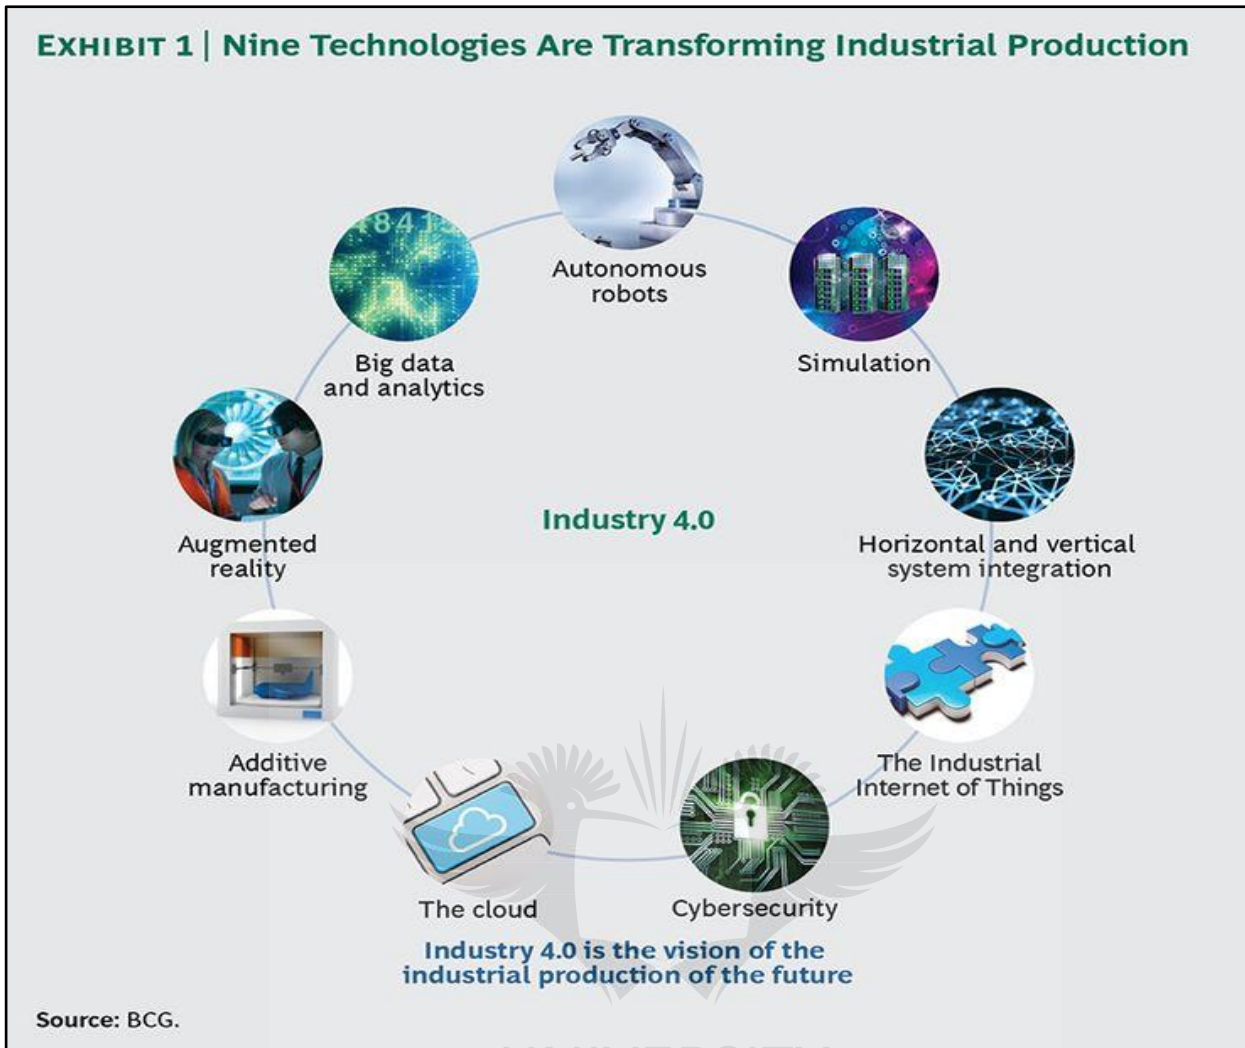 EXHIBIT 1 | Nine Technologies Are Transforming Industrial Production
8415
Autonomous
robots
Big data
and analytics
Simulation
Augmented
reality
Industry 4.0
Horizontal and vertical
system integration
Additive
manufacturing
The Industrial
Internet of Things
The cloud
Cybersecurity
Industry 4.0 is the vision of the
industrial production of the future
Source: BCG.